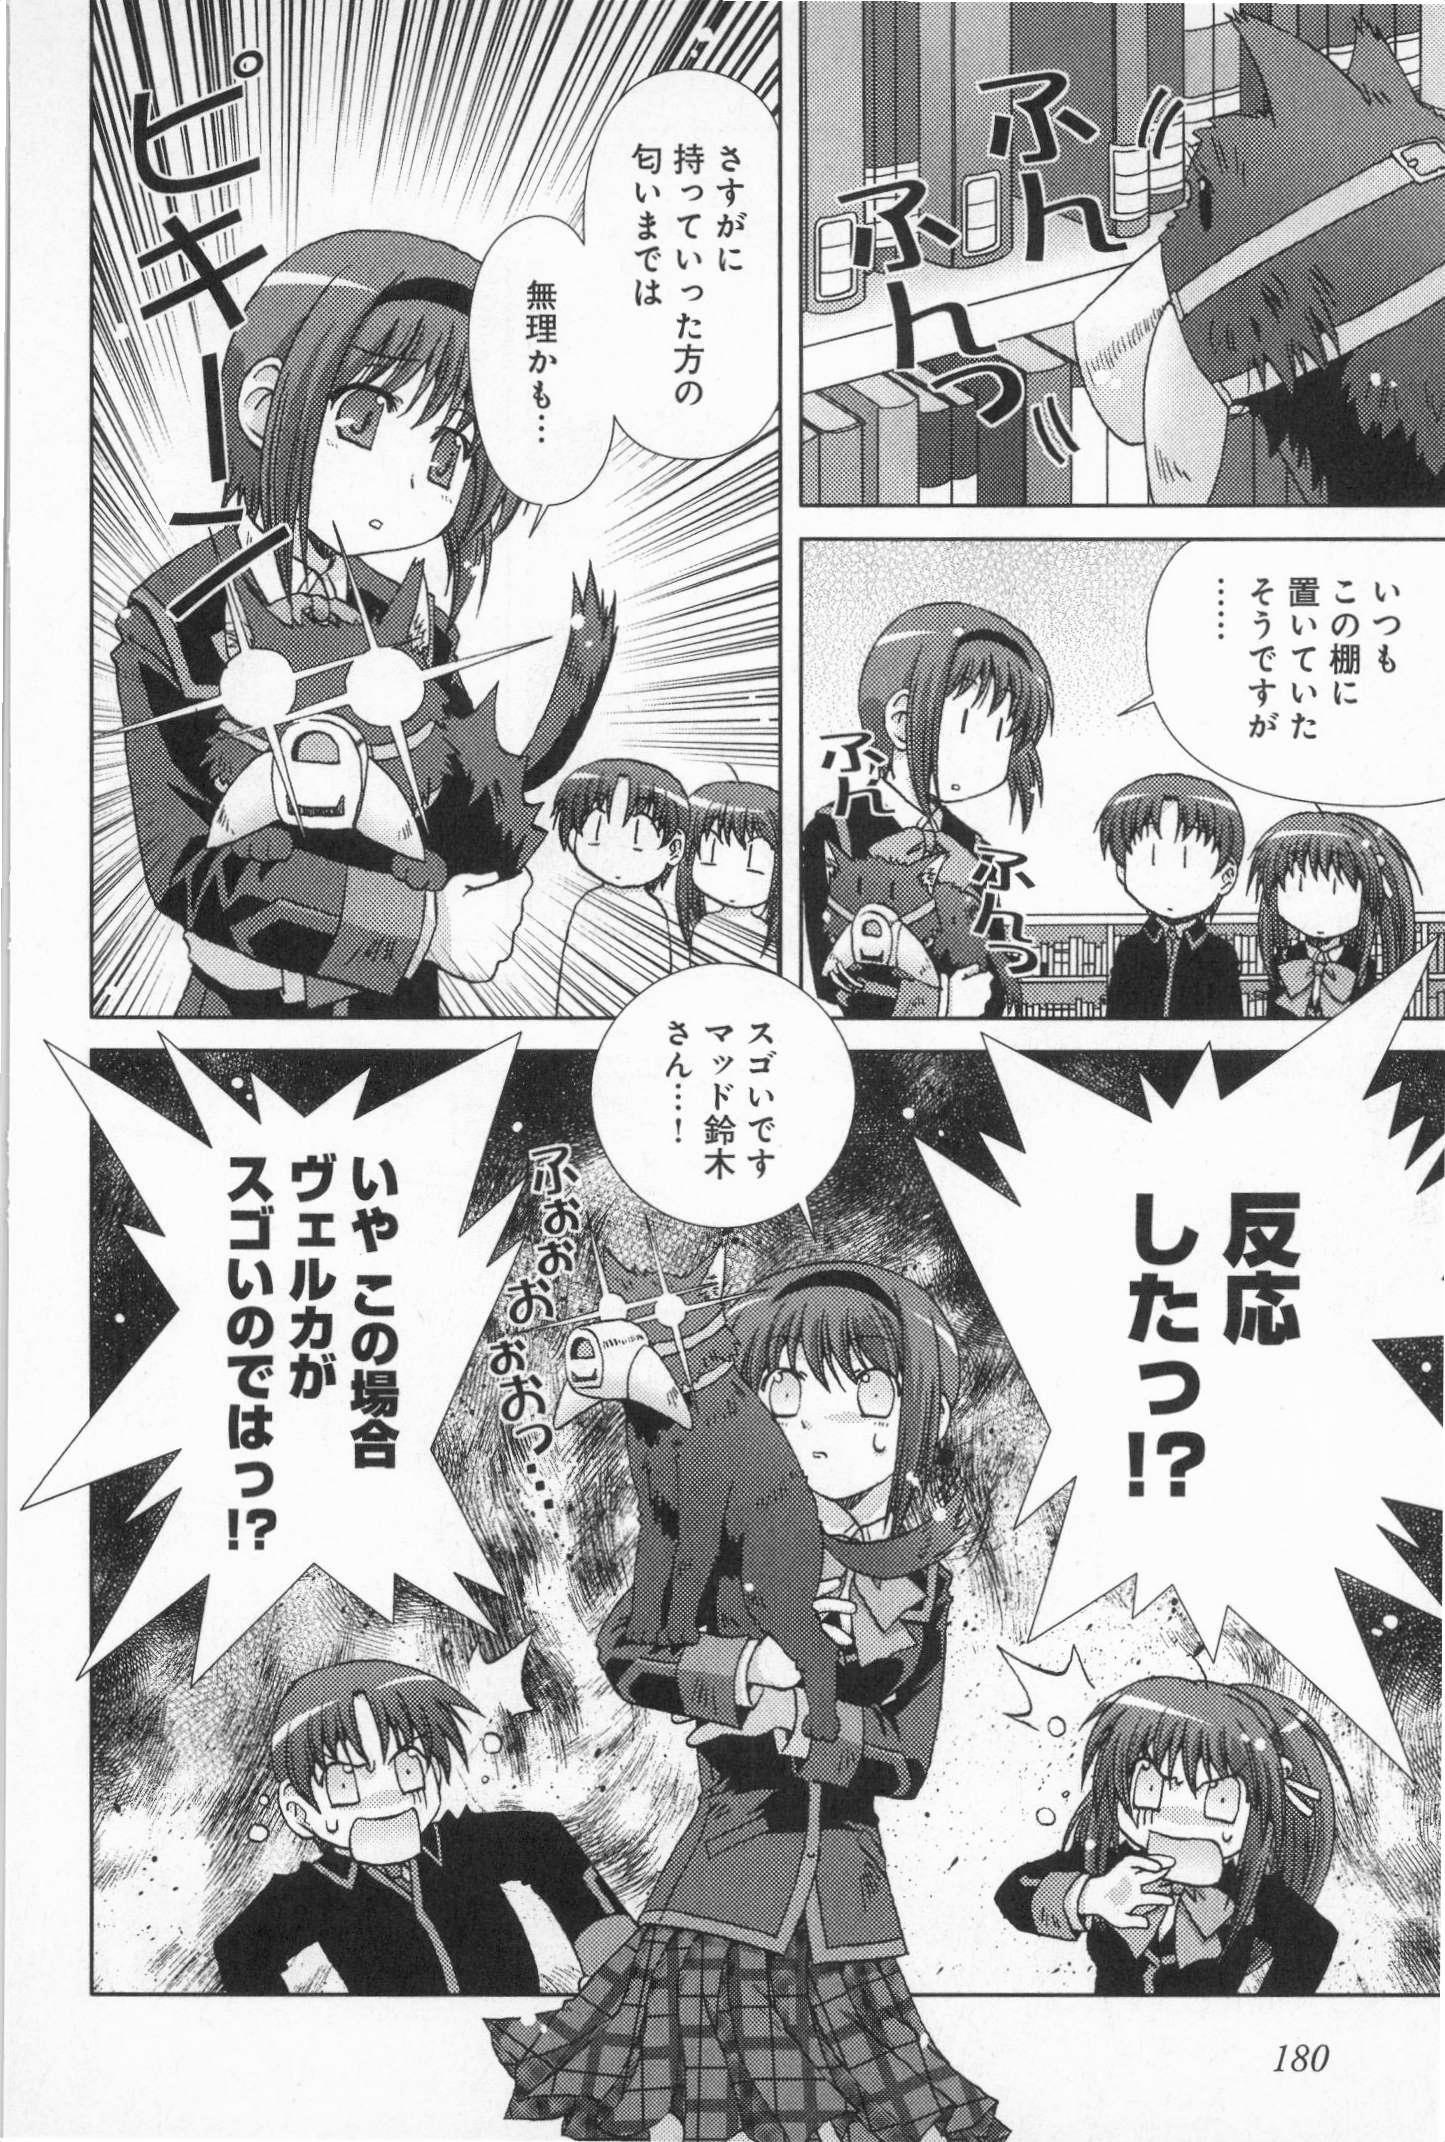 ふん
ふんっ
いつも
この棚に
置いていた
そうですが
……
ふん
ふんっ
さすがに
持っていった方の
匂いまでは
無理かも…
ピキーン
反応
したっ!?
スゴいです
マッド鈴木
さん…!
ふぉぉおぉおっ…
いや この場合
ヴェルカが
スゴいのではっ!?
180